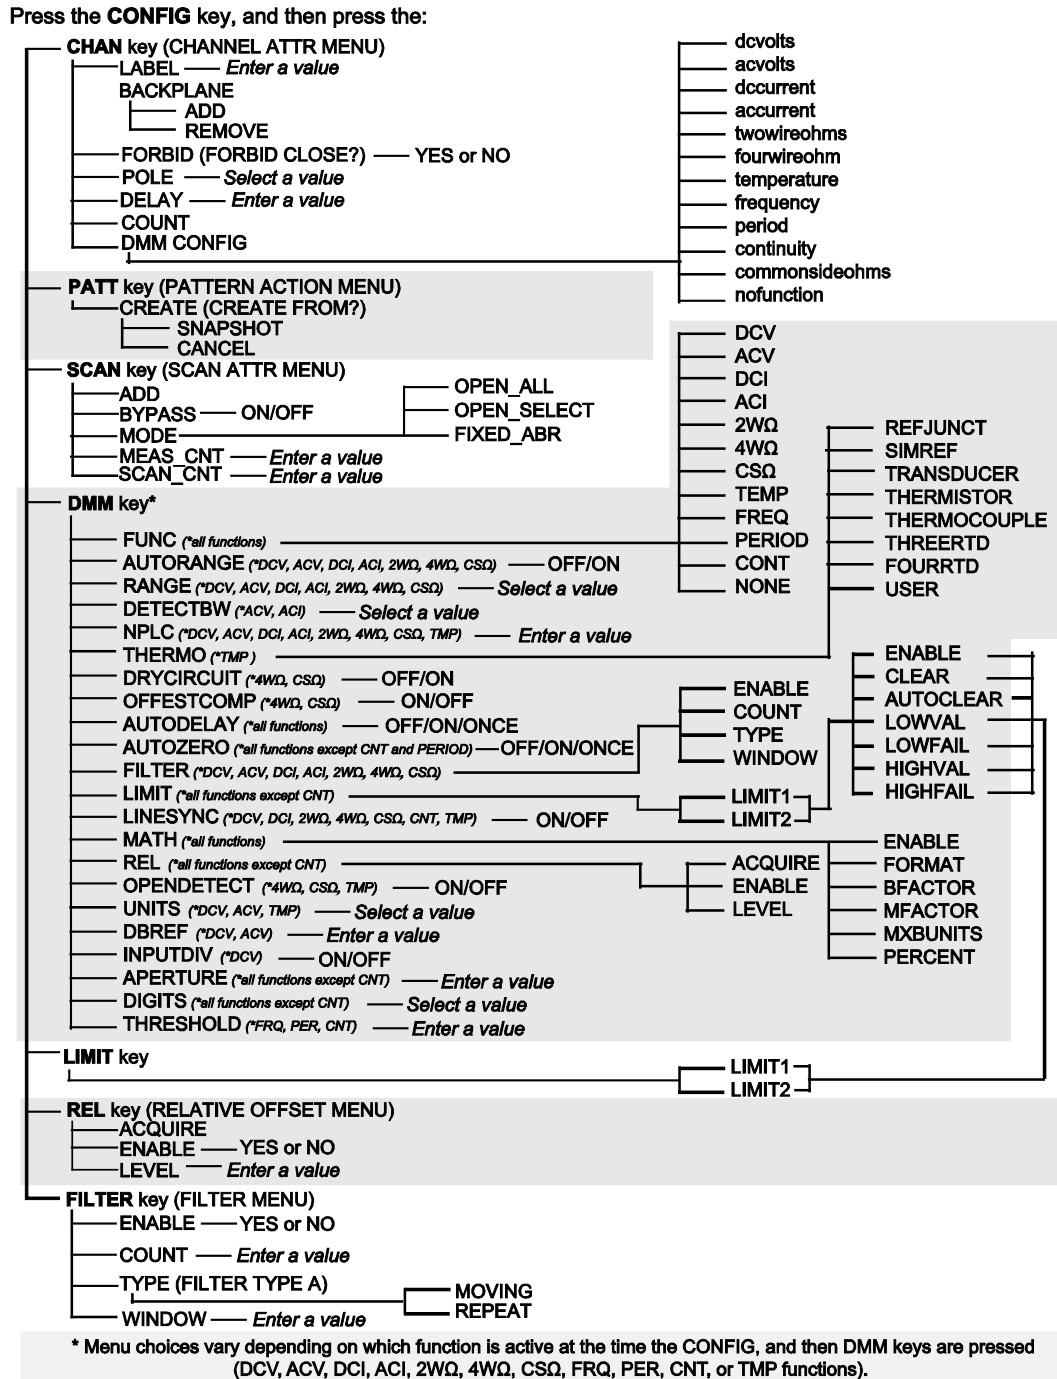 Press the CONFIG key, and then press the:
CHAN key (CHANNEL ATTR MENU)
LABEL
Enter a value
BACKPLANE
ADD
REMOVE
FORBID (FORBID CLOSE?)
YES or NO
POLE
Select a value
DELAY
Enter a value
COUNT
DMM CONFIG
dcvolts
acvolts
dccurrent
accurrent
twowireohms
fourwireohm
temperature
frequency
period
continuity
commonsideohms
nofunction
PATT key (PATTERN ACTION MENU)
CREATE (CREATE FROM?)
SNAPSHOT
CANCEL
SCAN key (SCAN ATTR MENU)
ADD
BYPASS
ON/OFF
MODE
OPEN_ALL
OPEN_SELECT
FIXED_ABR
MEAS_CNT
Enter a value
SCAN_CNT
Enter a value
DMM key*
FUNC (*all functions)
DCV
ACV
DCI
ACI
2WΩ
4WΩ
CSΩ
TEMP
FREQ
PERIOD
CONT
NONE
AUTORANGE (*DCV, ACV, DCI, ACI, 2WΩ, 4WΩ, CSΩ)
OFF/ON
RANGE (*DCV, ACV, DCI, ACI, 2WΩ, 4WΩ, CSΩ)
Select a value
DETECTBW (*ACV, ACI)
Select a value
NPLC (*DCV, ACV, DCI, ACI, 2WΩ, 4WΩ, CSΩ, TMP)
Enter a value
THERMO (*TMP )
REFJUNCT
SIMREF
TRANSDUCER
THERMISTOR
THERMOCOUPLE
THREERTD
FOURRTD
USER
DRYCIRCUIT (*4WΩ, CSΩ)
OFF/ON
OFFESTCOMP (*4WΩ, CSΩ)
ON/OFF
AUTODELAY (*all functions)
OFF/ON/ONCE
AUTOZERO (*all functions except CNT and PERIOD)
OFF/ON/ONCE
FILTER (*DCV, ACV, DCI, ACI, 2WΩ, 4WΩ, CSΩ)
ENABLE
COUNT
TYPE
WINDOW
LIMIT (*all functions except CNT)
LIMIT1
LIMIT2
ENABLE
CLEAR
AUTOCLEAR
LOWVAL
LOWFAIL
HIGHVAL
HIGHFAIL
LINESYNC (*DCV, DCI, 2WΩ, 4WΩ, CSΩ, CNT, TMP)
ON/OFF
MATH (*all functions)
ENABLE
FORMAT
BFACTOR
MFACTOR
MXBUNITS
PERCENT
REL (*all functions except CNT)
ACQUIRE
ENABLE
LEVEL
OPENDETECT (*4WΩ, CSΩ, TMP)
ON/OFF
UNITS (*DCV, ACV, TMP)
Select a value
DBREF (*DCV, ACV)
Enter a value
INPUTDIV (*DCV)
ON/OFF
APERTURE (*all functions except CNT)
Enter a value
DIGITS (*all functions except CNT)
Select a value
THRESHOLD (*FRQ, PER, CNT)
Enter a value
LIMIT key
LIMIT1
LIMIT2
REL key (RELATIVE OFFSET MENU)
ACQUIRE
ENABLE
YES or NO
LEVEL
Enter a value
FILTER key (FILTER MENU)
ENABLE
YES or NO
COUNT
Enter a value
TYPE (FILTER TYPE A)
MOVING
REPEAT
WINDOW
Enter a value
* Menu choices vary depending on which function is active at the time the CONFIG, and then DMM keys are pressed
(DCV, ACV, DCI, ACI, 2WΩ, 4WΩ, CSΩ, FRQ, PER, CNT, or TMP functions).